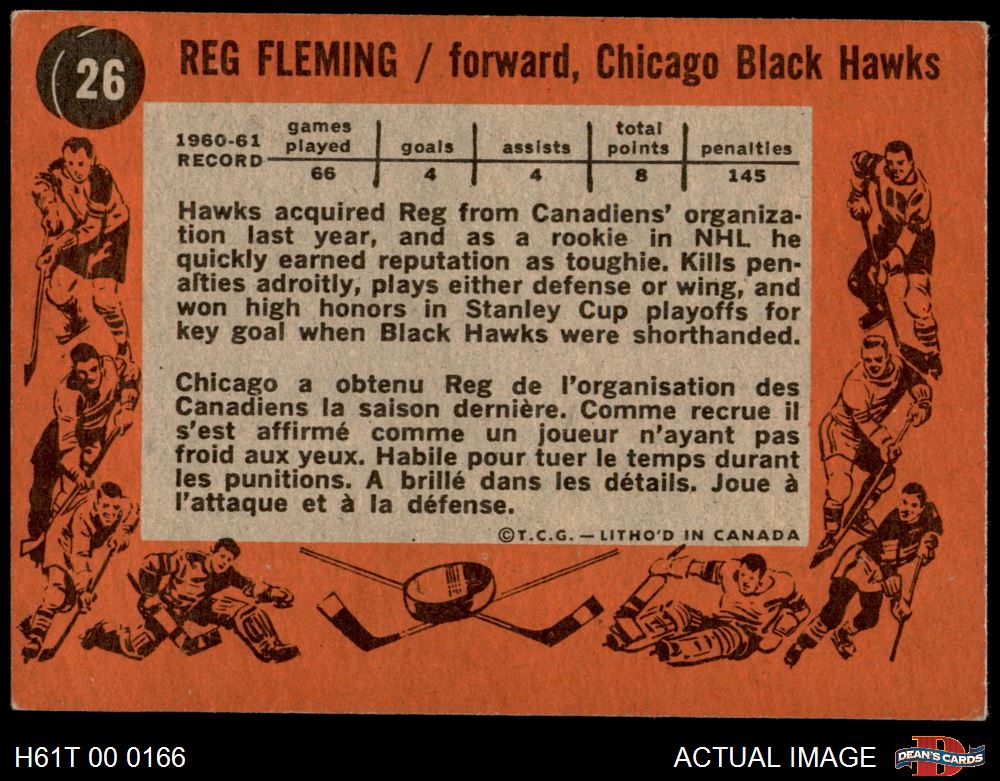 26
REG FLEMING / forward, Chicago Black Hawks
1960-61 RECORD
games played goals assists total points penalties
66 4 4 8 145
Hawks acquired Reg from Canadiens' organiza-
tion last year, and as a rookie in NHL he
quickly earned reputation as toughie. Kills pen-
alties adroitly, plays either defense or wing, and
won high honors in Stanley Cup playoffs for
key goal when Black Hawks were shorthanded.
Chicago a obtenu Reg de l'organisation des
Canadiens la saison dernière. Comme recrue il
s'est affirmé comme un joueur n'ayant pas
froid aux yeux. Habile pour tuer le temps durant
les punitions. A brillé dans les détails. Joue à
l'attaque et à la défense.
©T.C.G. — LITHO'D IN CANADA
H61T 00 0166
ACTUAL IMAGE
D
DEAN'S CARDS